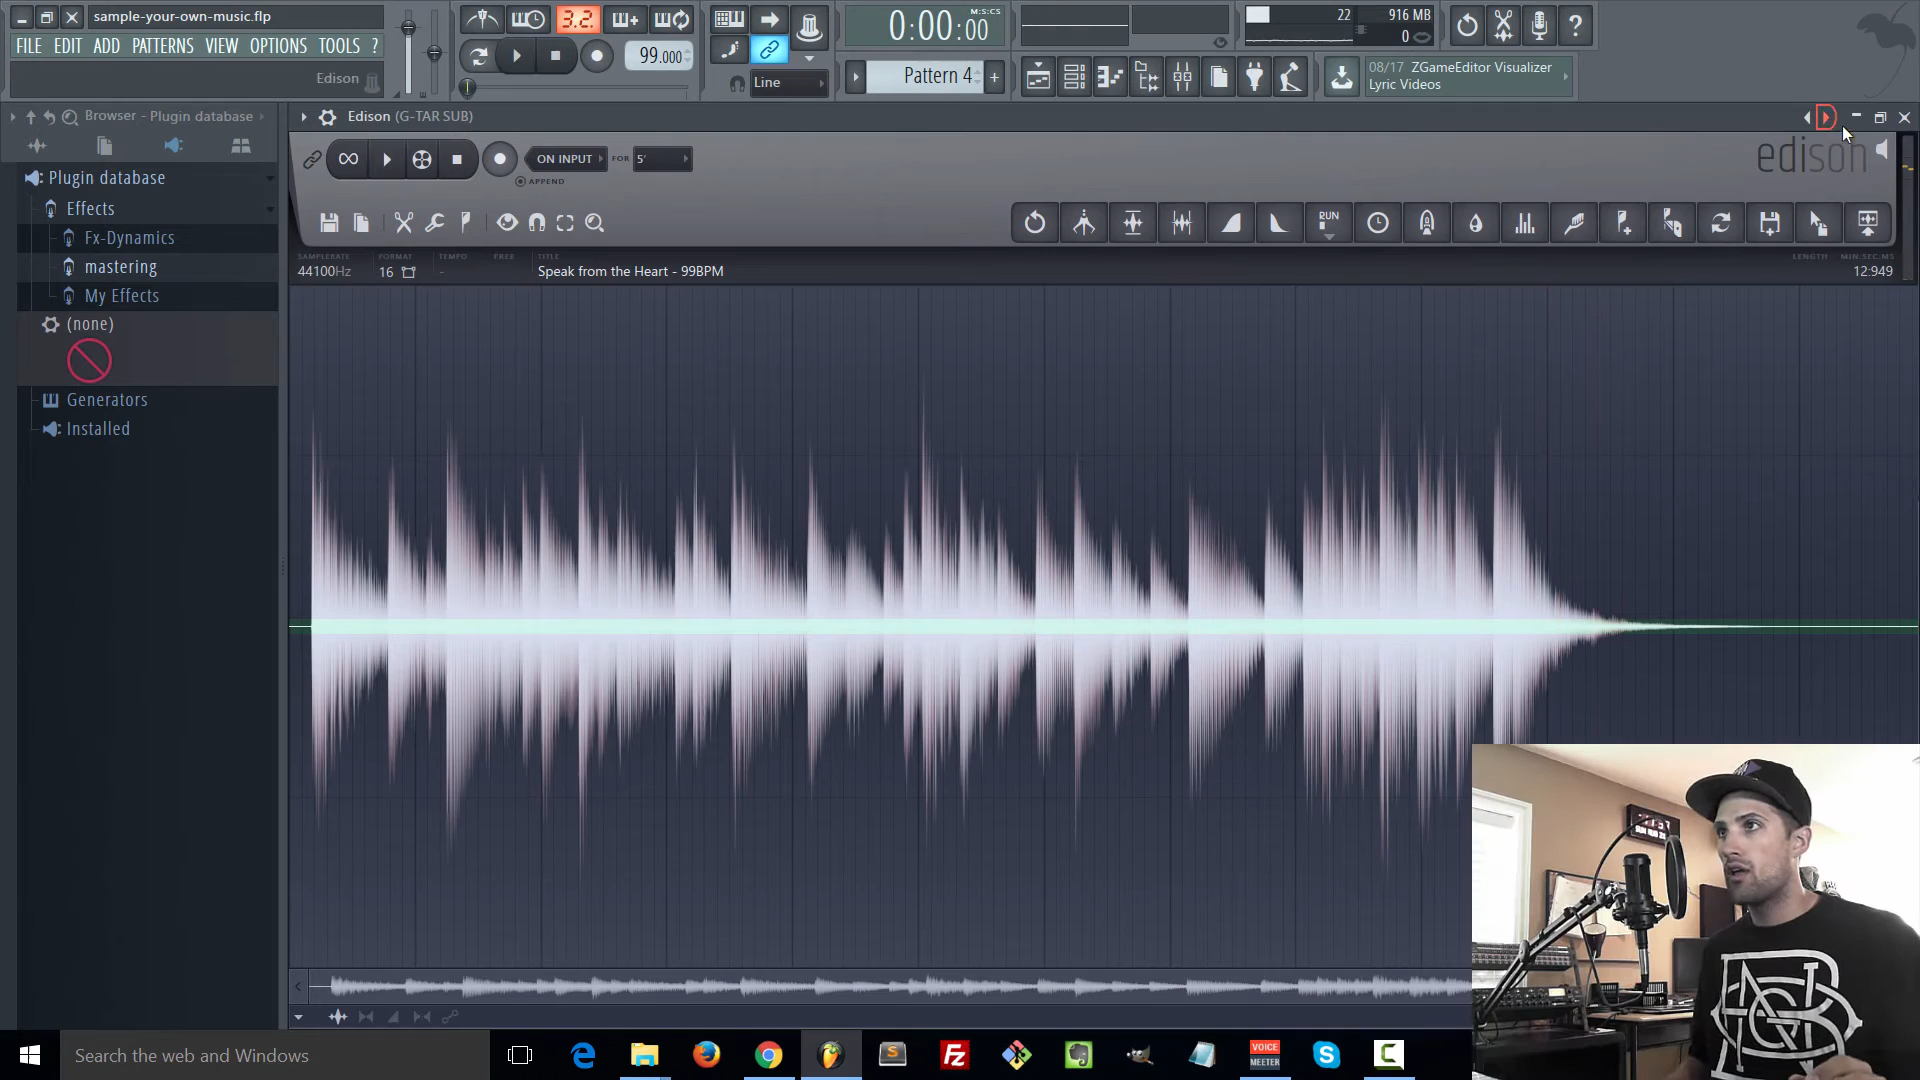 sample-your-own-music.flp
FILE EDIT ADD PATTERNS VIEW OPTIONS TOOLS ?
Edison
3.2.
99.000
Line
0:00:00
M:S:CS
Pattern 4
+
22
916 MB
0
?
08/17 ZGameEditor Visualizer
Lyric Videos
Browser - Plugin database
Plugin database
Effects
Fx-Dynamics
mastering
My Effects
(none)
Generators
Installed
Edison (G-TAR SUB)
ON INPUT
FOR
5'
APPEND
edison
RUN
SAMPLERATE
44100Hz
FORMAT
16
TEMPO
-
FREE
TITLE
Speak from the Heart - 99BPM
LENGTH
MIN.SEC.MS
12:949
Search the web and Windows
VOICE
MEETER